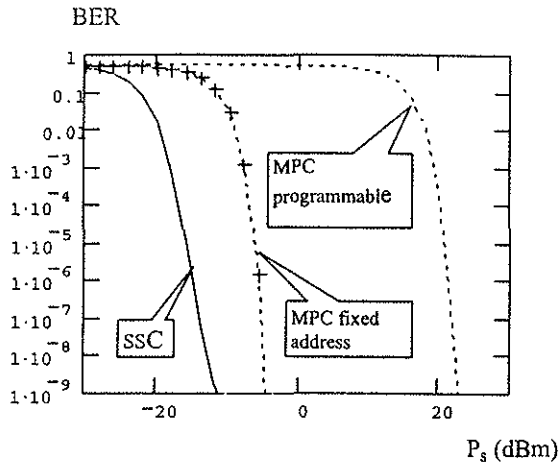 BER
1
0.1
0.01
1·10⁻³
1·10⁻⁴
1·10⁻⁵
1·10⁻⁶
1·10⁻⁷
1·10⁻⁸
1·10⁻⁹
MPC
programmable
SSC
MPC fixed
address
−20
0
20
Pₛ (dBm)